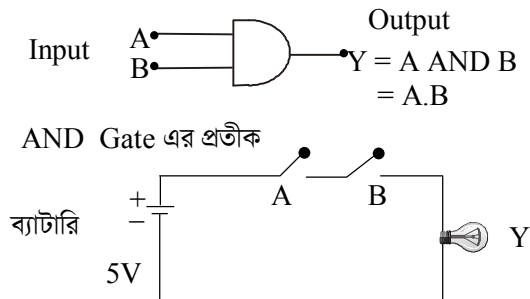 Output
Input A
B Y = A AND B
= A.B
AND Gate এর প্রতীক
A B
ব্যাটারি + −
Y
5V